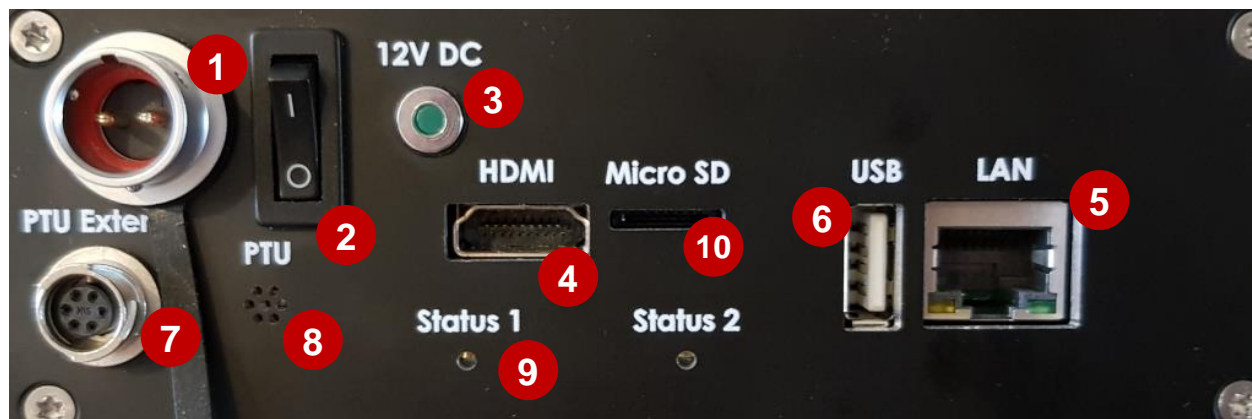 1
12V DC
3
HDMI
Micro SD
USB
LAN
5
6
PTU Exter
2
PTU
10
4
Status 1
Status 2
7
8
9